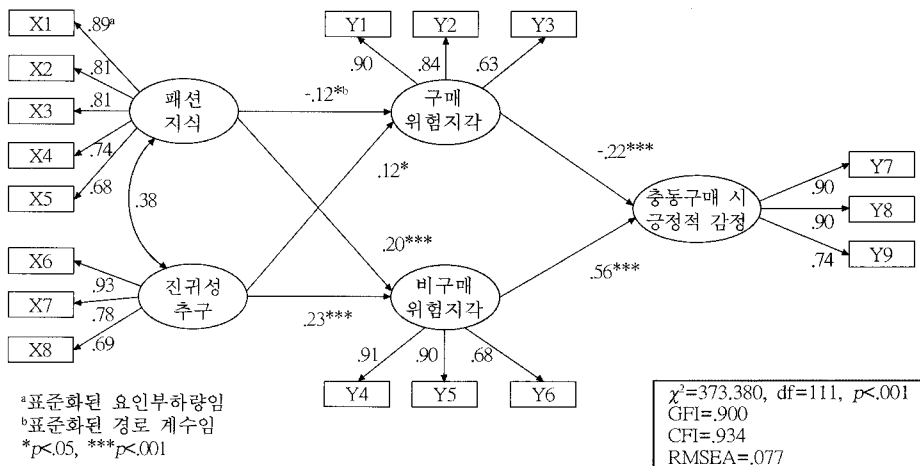 X1
.89ᵃ
X2
.81
X3
.81
X4
.74
X5
.68
패션
지식
.38
X6
.93
X7
.78
X8
.69
진귀성
추구
-.12*ᵇ
.12*
.20***
.23***
Y1
Y2
Y3
.90
.84
.63
구매
위험지각
비구매
위험지각
.91
.90
.68
Y4
Y5
Y6
-.22***
.56***
충동구매 시
긍정적 감정
Y7
.90
Y8
.90
Y9
.74
ᵃ표준화된 요인부하량임
ᵇ표준화된 경로 계수임
*p<.05, ***p<.001
χ²=373.380, df=111, p<.001
GFI=.900
CFI=.934
RMSEA=.077